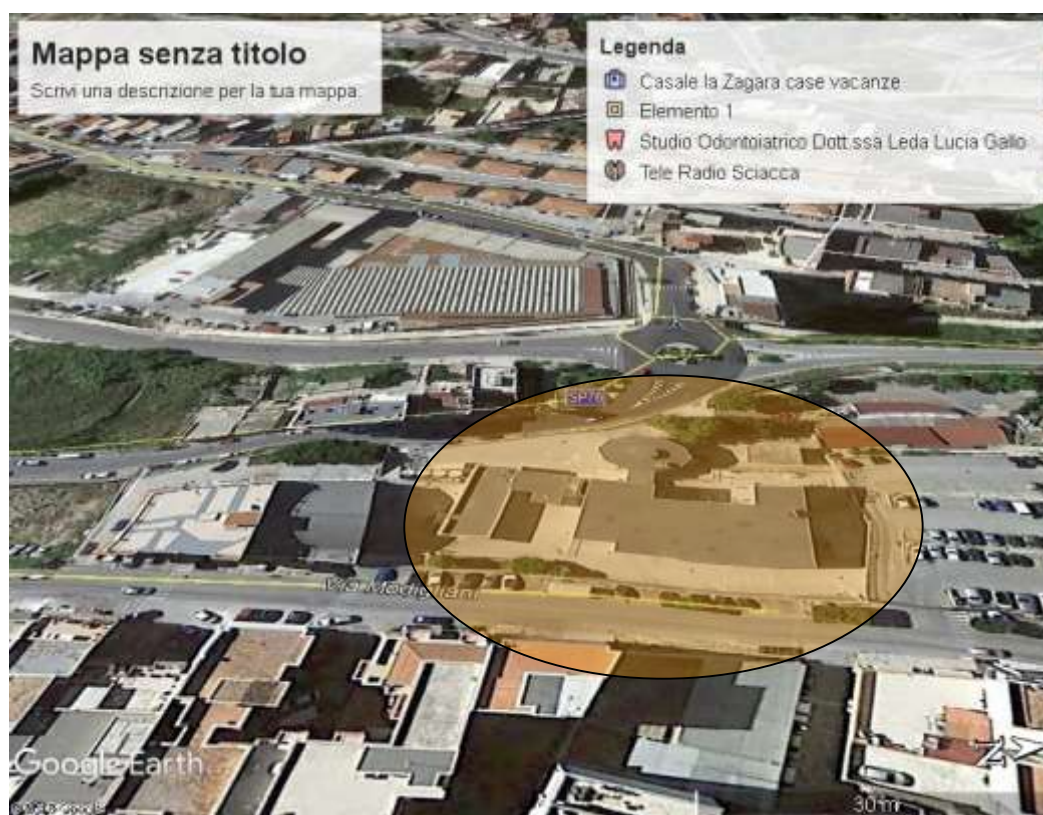 Mappa senza titolo
Scrivi una descrizione per la tua mappa.
Legenda
Casale la Zagara case vacanze
Elemento 1
Studio Odontoiatrico Dott.ssa Leda Lucia Gallo
Tele Radio Sciacca
SP76
Via Modigliani
Google Earth
30 m